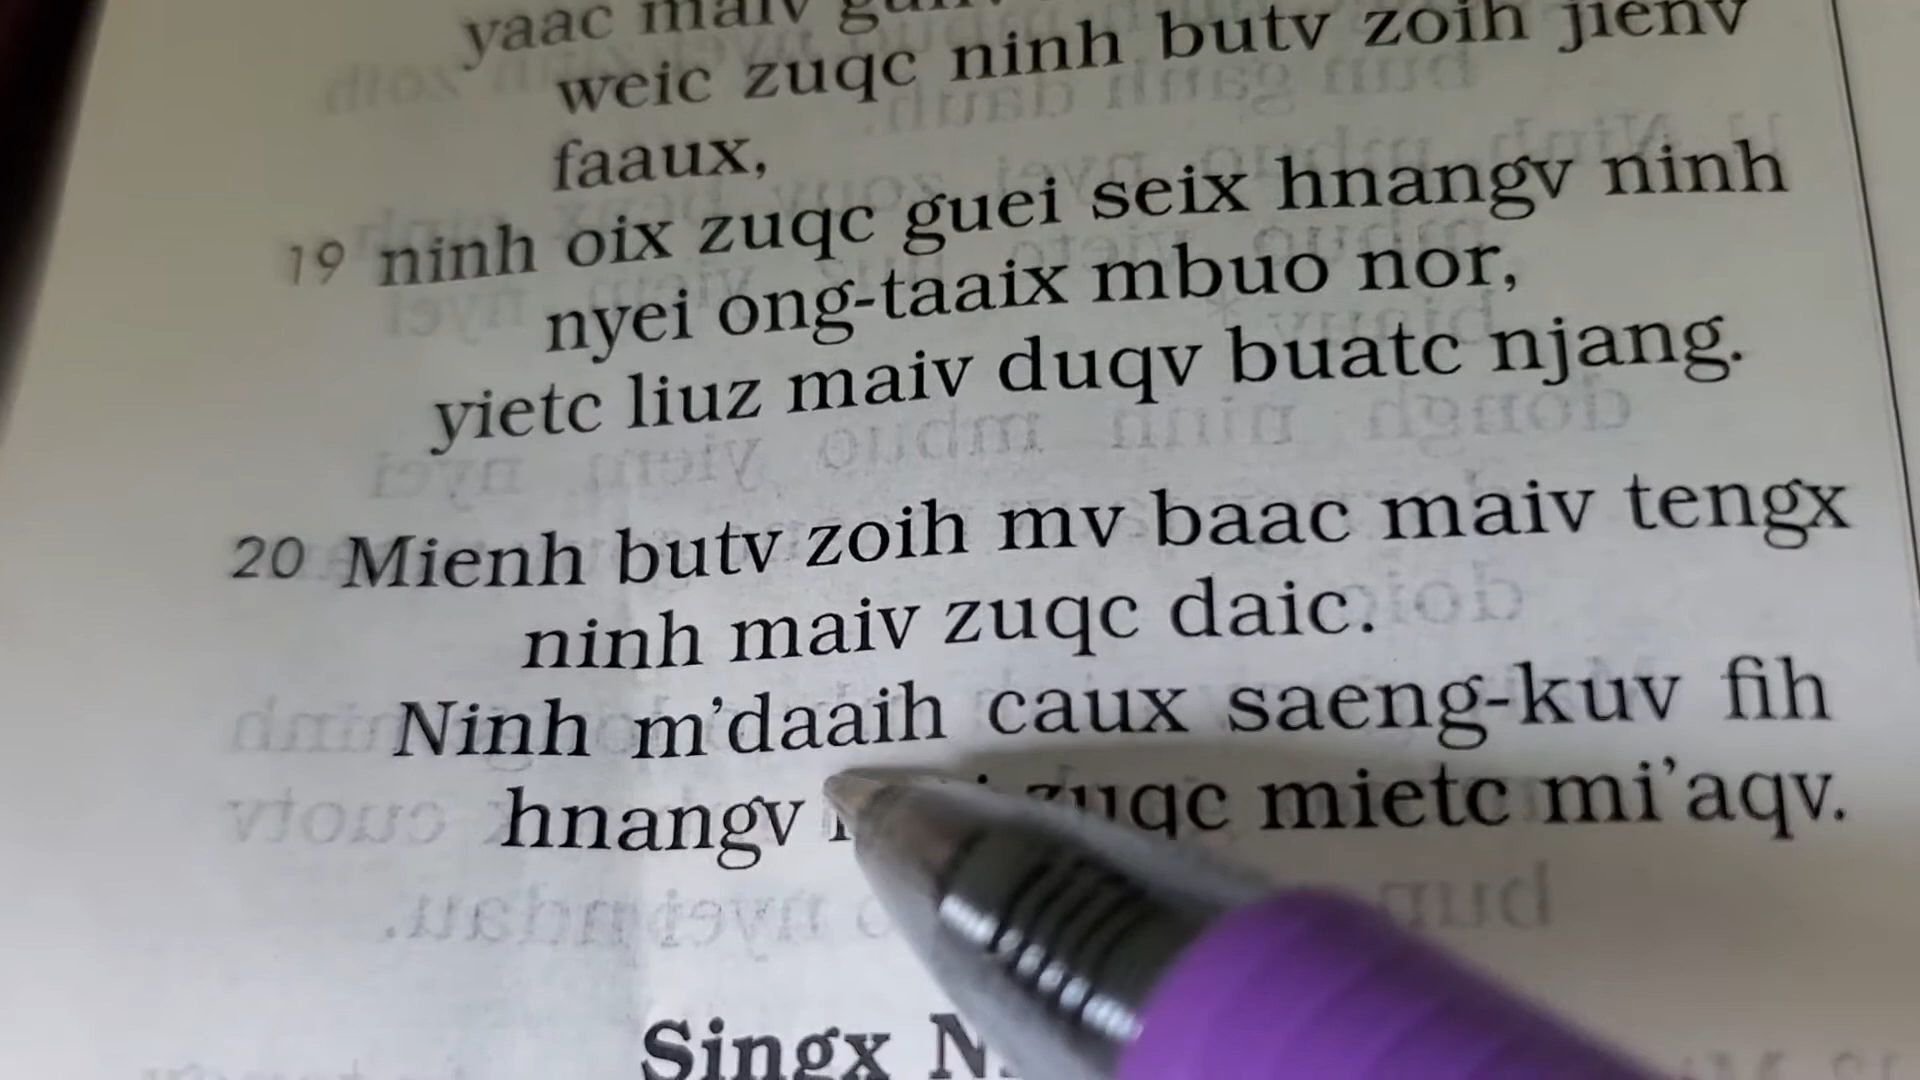 yaac maiv
weic zuqc ninh butv zoih jienv
faaux,
19 ninh oix zuqc guei seix hnangv ninh
nyei ong-taaix mbuo nor,
yietc liuz maiv duqv buatc njang.
20 Mienh butv zoih mv baac maiv tengx
ninh maiv zuqc daic.
Ninh m’daaih caux saeng-kuv fih
hnangv zuqc mietc mi’aqv.
Singx